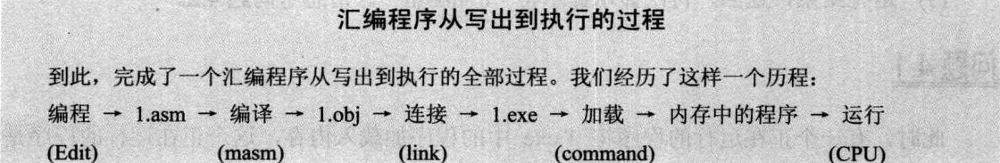 汇编程序从写出到执行的过程
到此，完成了一个汇编程序从写出到执行的全部过程。我们经历了这样一个历程：
编程 → 1.asm → 编译 → 1.obj → 连接 → 1.exe → 加载 → 内存中的程序 → 运行
(Edit) (masm) (link) (command) (CPU)